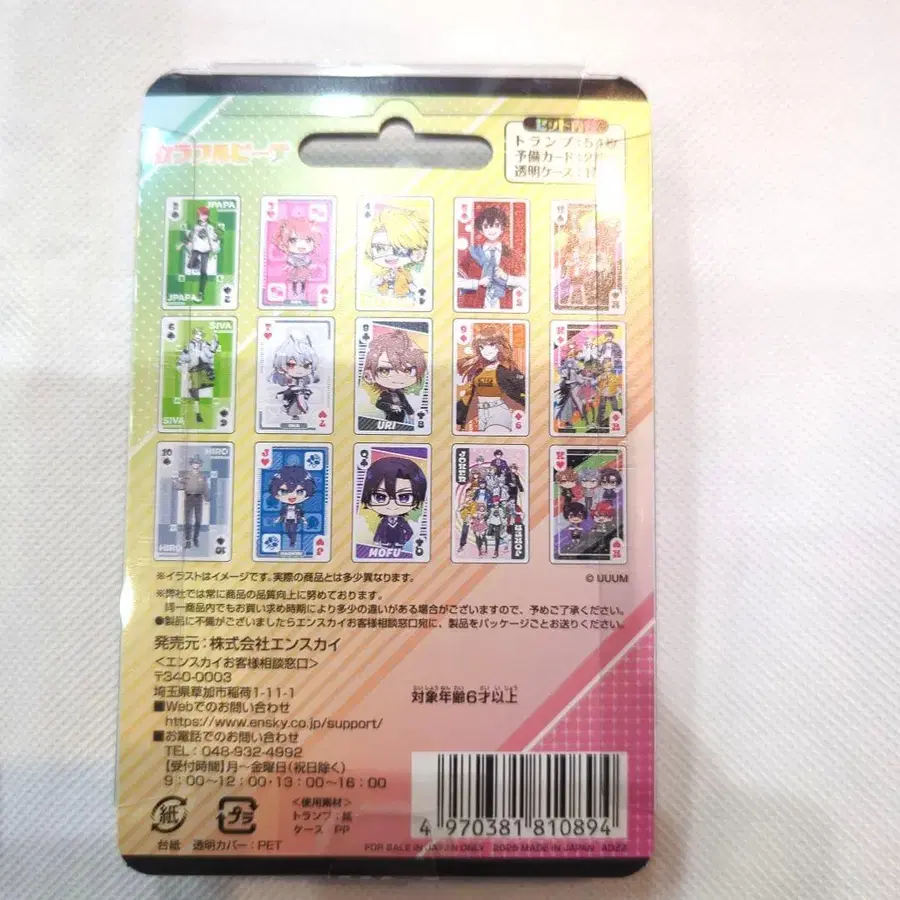 カラフルピーチ
セット内容
トランプ:54枚
予備カード:2枚
透明ケース:1
JPAPA
JPAPA
SIVA
SIVA
URI
HIRO
HIRO
MOFU
JOKER
JOKER
※イラストはイメージです。実際の商品とは多少異なります。
© UUUM
※弊社では常に商品の品質向上に努めております。
同一商品内でもお買い求め時期により多少の違いがある場合がございますので、予めご了承ください。
●製品に不備がございましたらエンスカイお客様相談窓口宛に、製品をパッケージごとお送りください。
発売元:株式会社エンスカイ
<エンスカイお客様相談窓口>
〒340-0003
埼玉県草加市稲荷1-11-1
■Webでのお問い合わせ
https://www.ensky.co.jp/support/
■お電話でのお問い合わせ
TEL:048-932-4992
【受付時間】月～金曜日(祝日除く)
9:00～12:00・13:00～16:00
対象年齢6才以上
紙
プラ
<使用素材>
トランプ:紙
ケース PP
台紙 透明カバー:PET
4 970381 810894
FOR SALE IN JAPAN ONLY 2025 MADE IN JAPAN